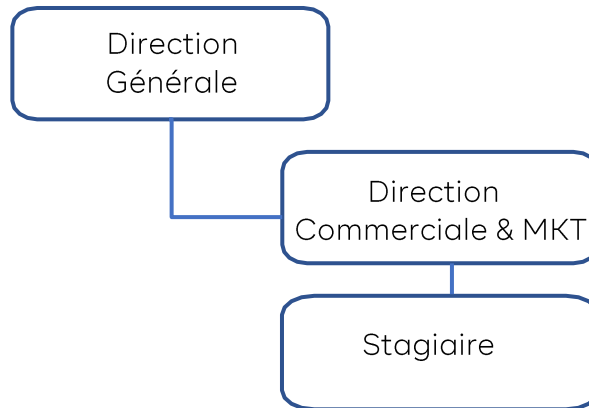 Direction
Générale
Direction
Commerciale & MKT
Stagiaire